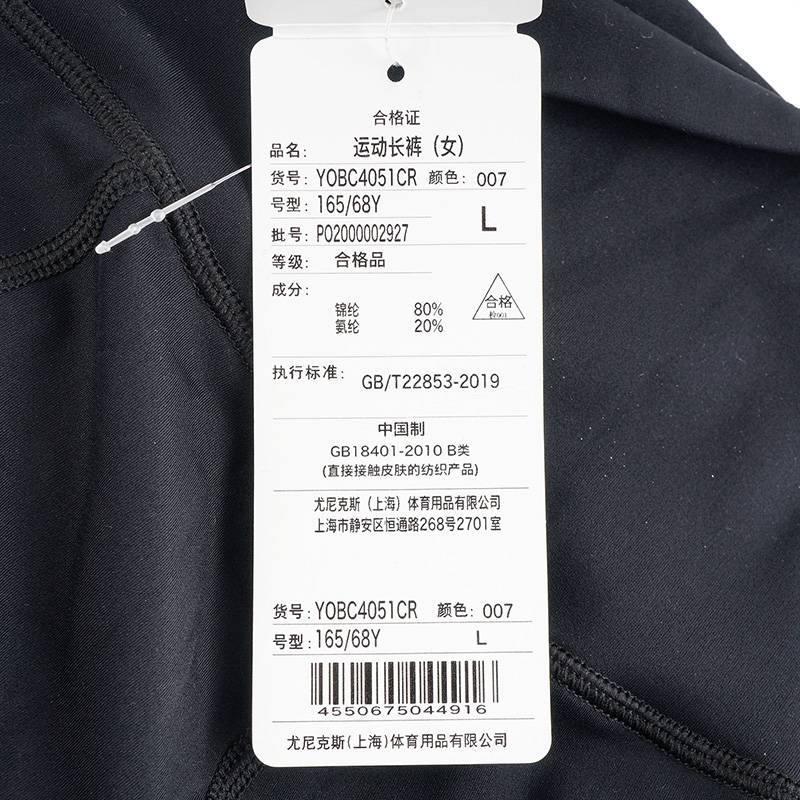 合格证
品名： 运动长裤（女）
货号：YOBC4051CR 颜色：007
号型：165/68Y L
批号：PO2000002927
等级： 合格品
成分：
锦纶 80%
氨纶 20%
合格
检001
执行标准： GB/T22853-2019
中国制
GB18401-2010 B类
(直接接触皮肤的纺织产品)
尤尼克斯（上海）体育用品有限公司
上海市静安区恒通路268号2701室
货号：YOBC4051CR 颜色：007
号型：165/68Y L
4550675044916
尤尼克斯(上海)体育用品有限公司